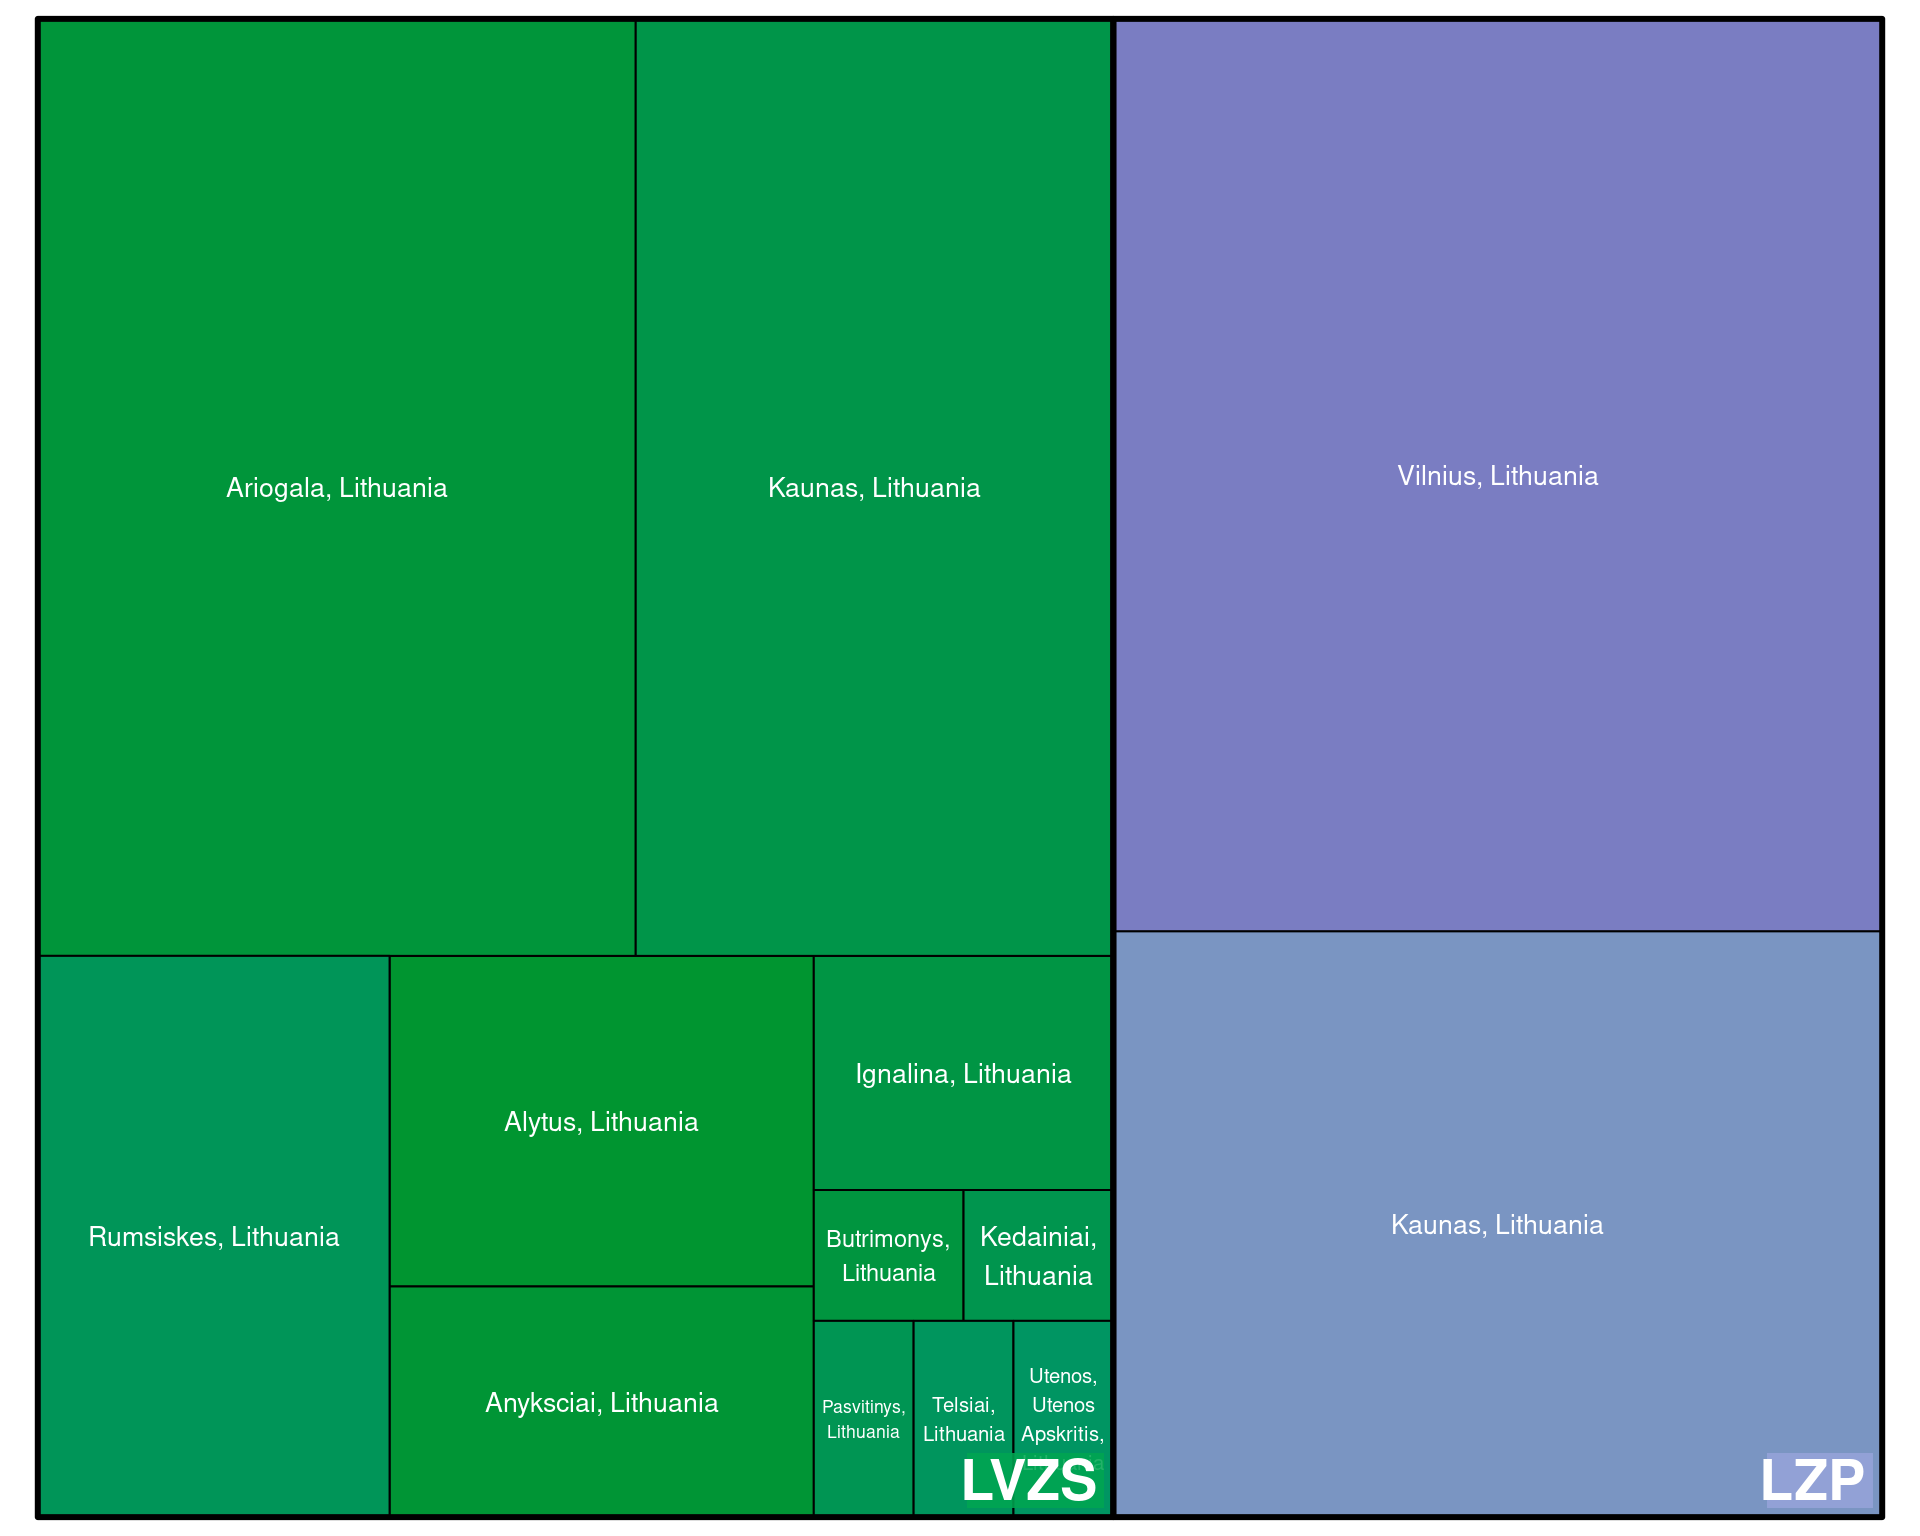 Ariogala, Lithuania
Kaunas, Lithuania
Vilnius, Lithuania
Rumsiskes, Lithuania
Alytus, Lithuania
Anyksciai, Lithuania
Ignalina, Lithuania
Butrimonys,
Lithuania
Kedainiai,
Lithuania
Pasvitinys,
Lithuania
Telsiai,
Lithuania
Utenos,
Utenos
Apskritis,
LVZS
Kaunas, Lithuania
LZP